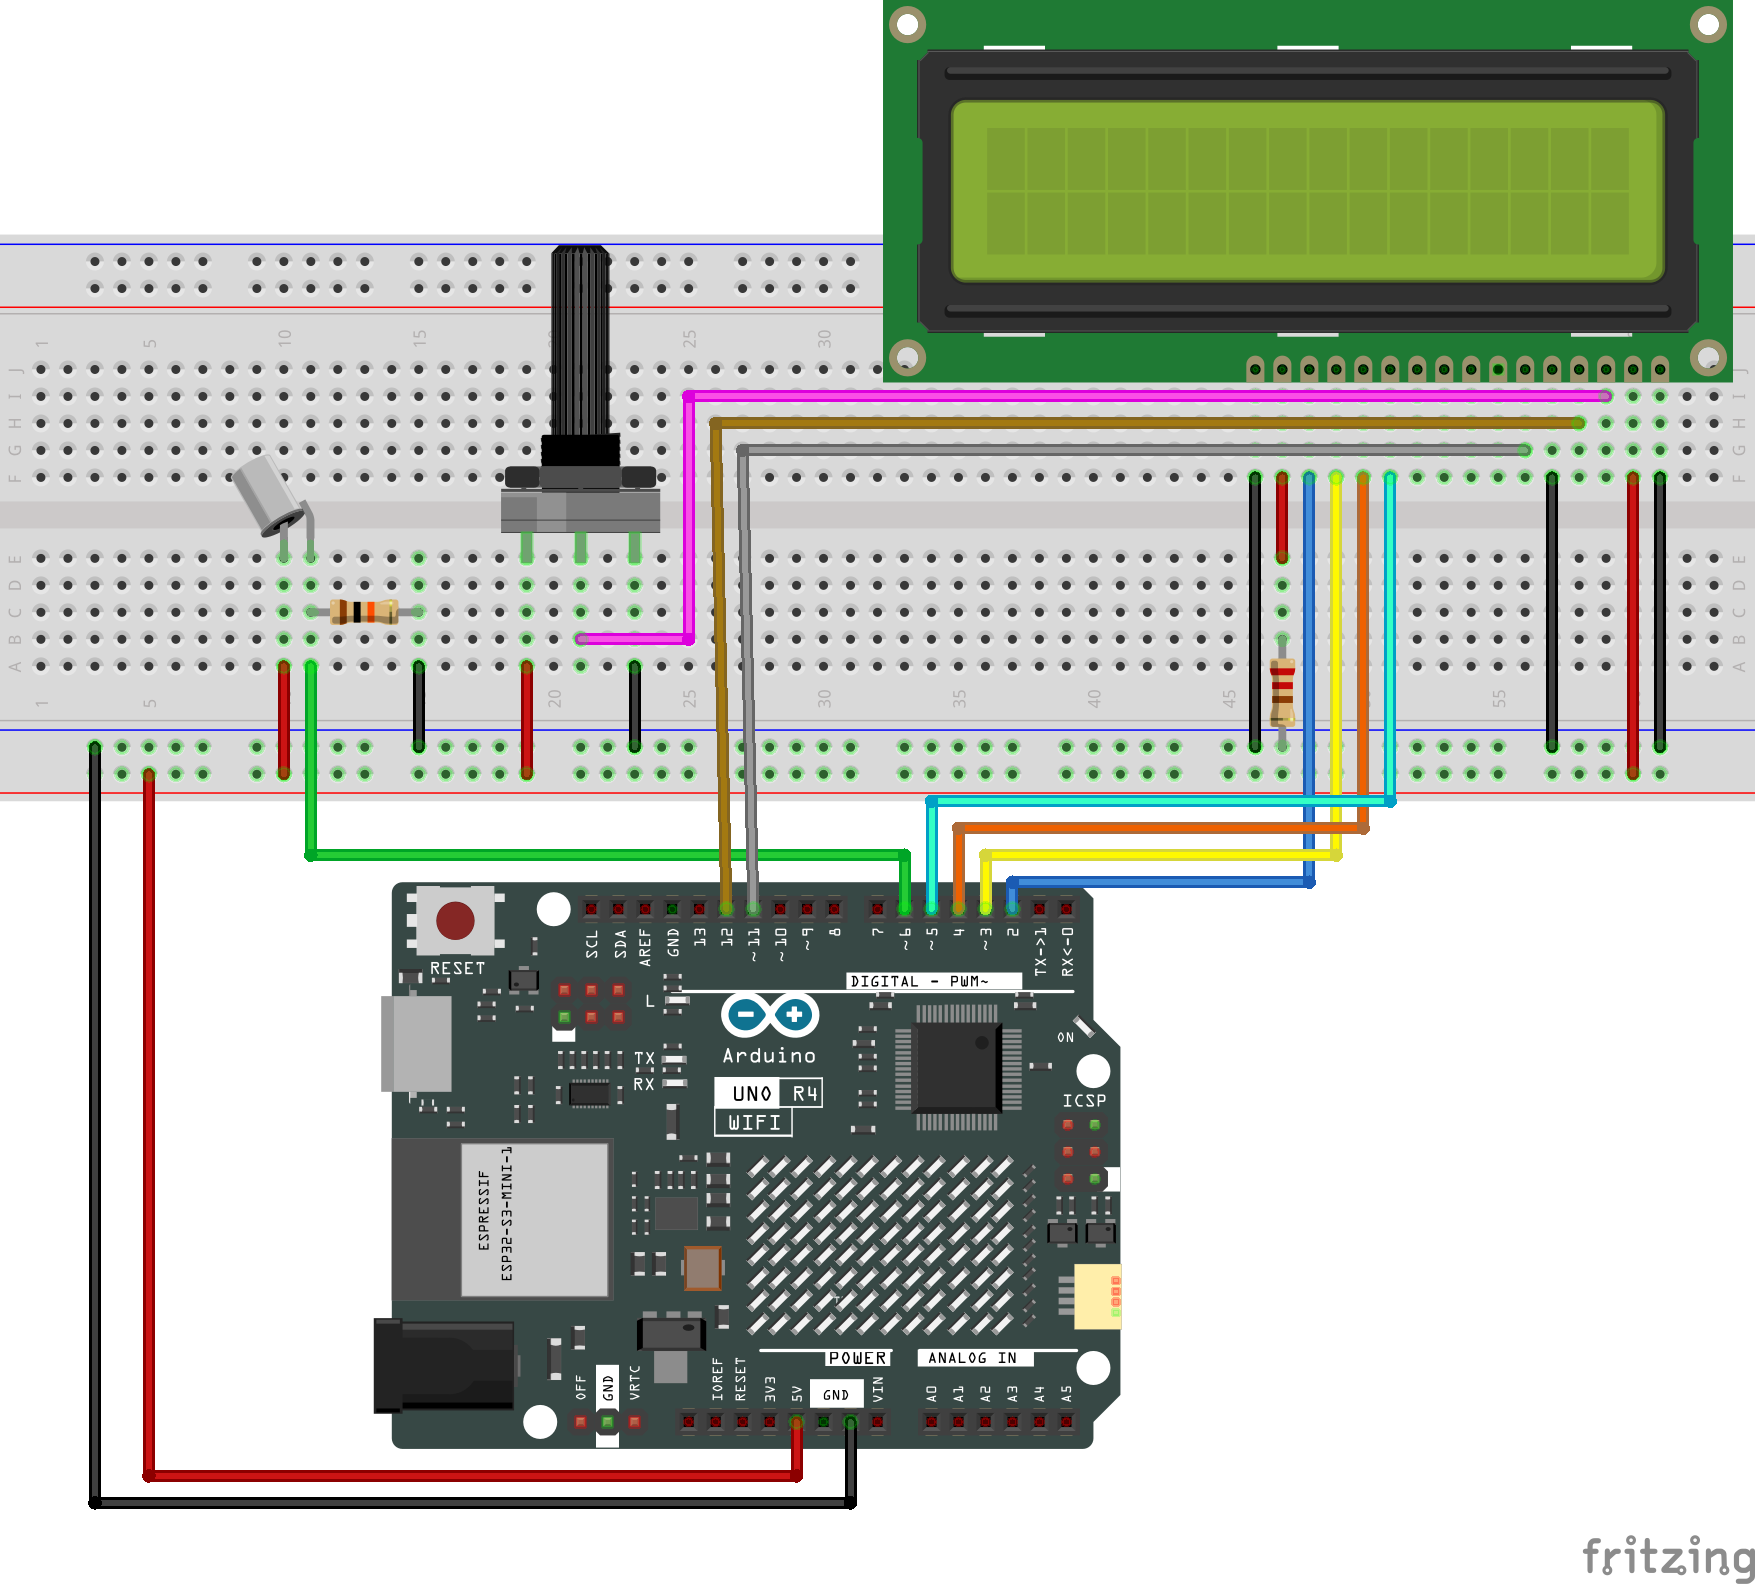 1 5 10 15 20 25 30
J J
I I
H H
G G
F F
E E
D D
C C
B B
A A
1 5 20 25 30 35 40 45 55
RESET
SCL SDA AREF GND 13 12 ~11 ~10 ~9 8 7 ~6 ~5 4 ~3 2 TX->1 RX<-0
DIGITAL - PWM~
L
ON
Arduino
TX
RX
UNO R4
WIFI
ICSP
ESPRESSIF
ESP32-S3-MINI-1
POWER ANALOG IN
OFF GND VRTC IOREF RESET 3V3 5V GND VIN A0 A1 A2 A3 A4 A5
fritzing